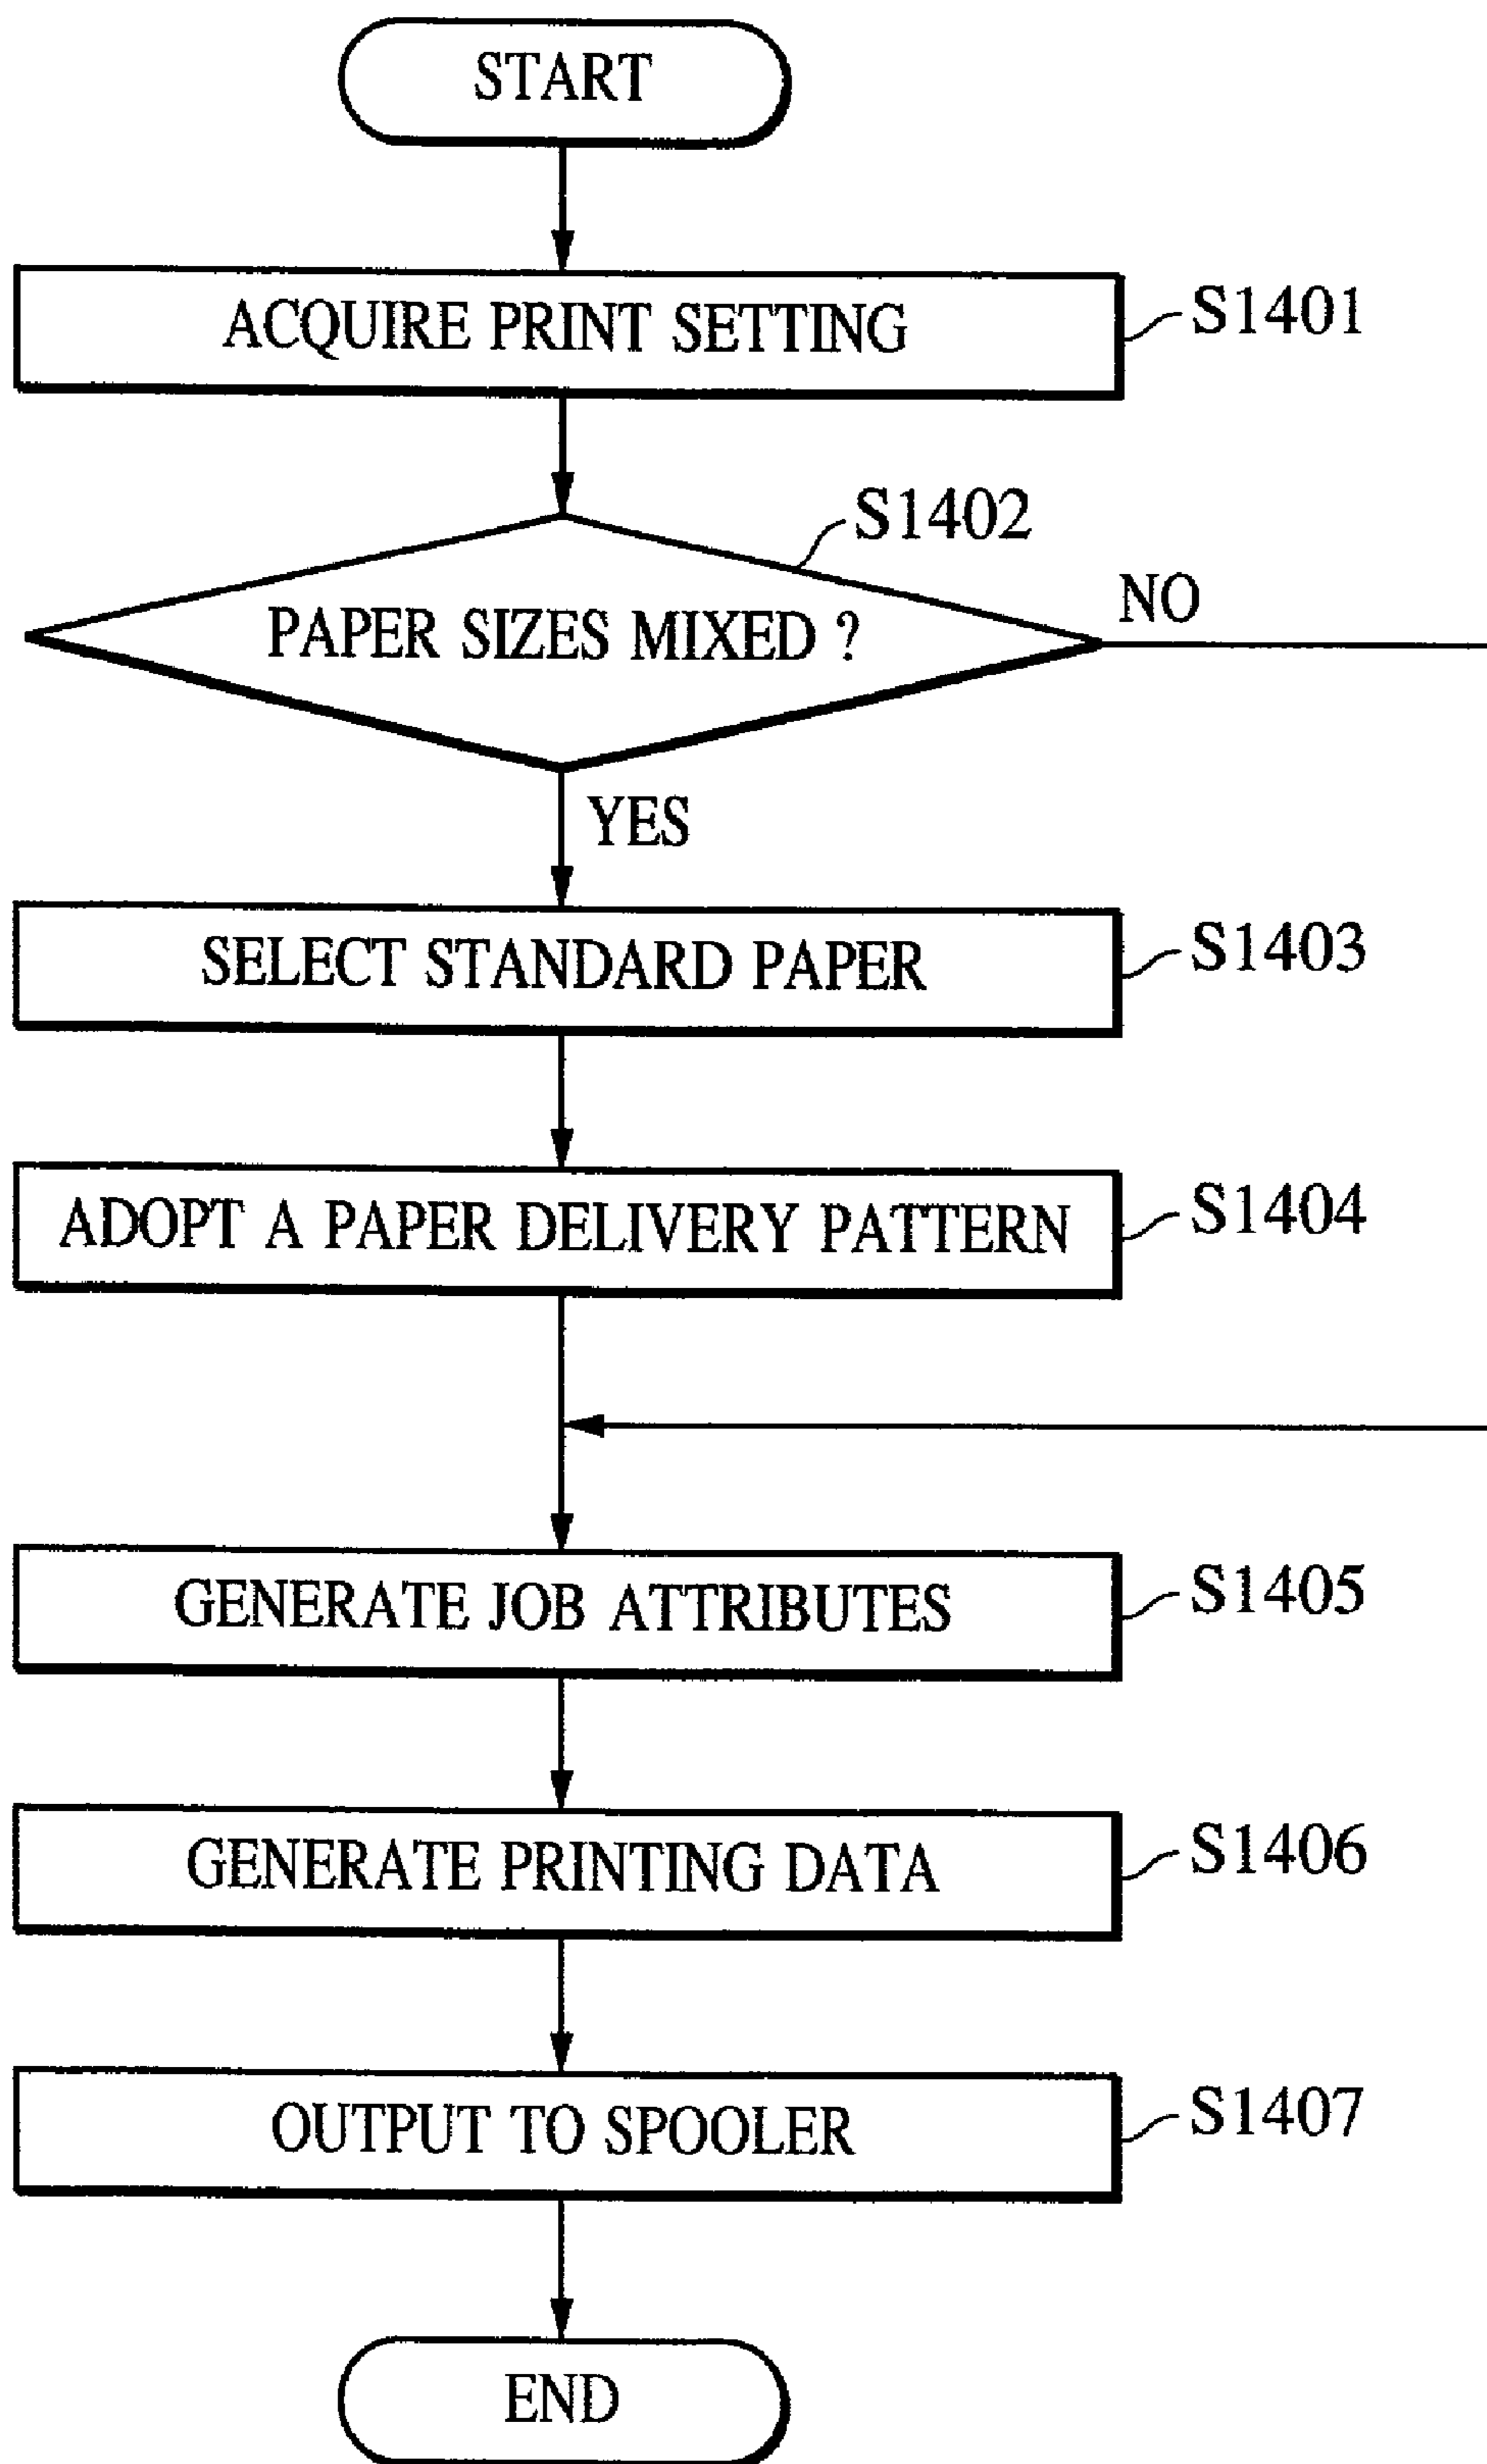 START
ACQUIRE PRINT SETTING
S1401
S1402
PAPER SIZES MIXED ?
NO
YES
SELECT STANDARD PAPER
S1403
ADOPT A PAPER DELIVERY PATTERN
S1404
GENERATE JOB ATTRIBUTES
S1405
GENERATE PRINTING DATA
S1406
OUTPUT TO SPOOLER
S1407
END